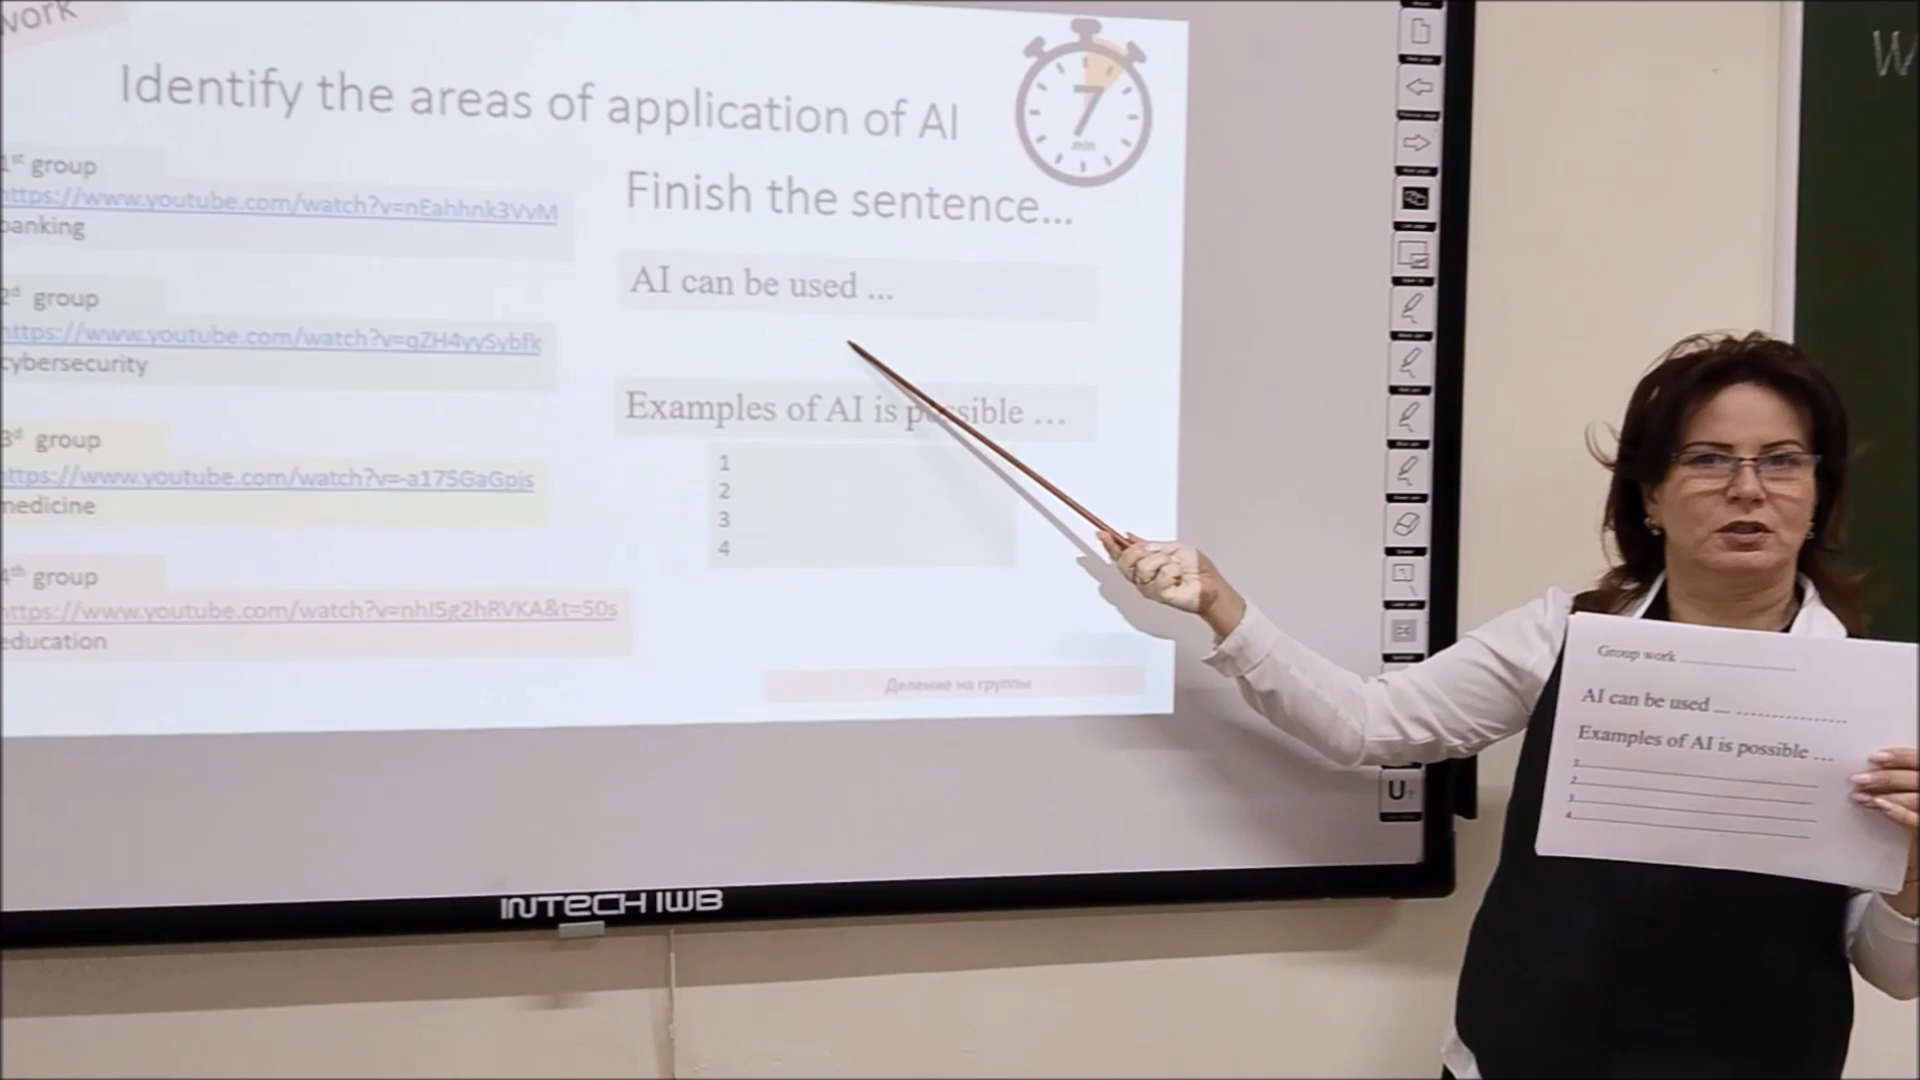 work
Identify the areas of application of AI
7
min
1st group
https://www.youtube.com/watch?v=nEahhnk3VvM
banking
2d group
https://www.youtube.com/watch?v=qZH4yySybfk
cybersecurity
3d group
https://www.youtube.com/watch?v=-a175GaGpjs
medicine
4th group
https://www.youtube.com/watch?v=nhISg2hRVKA&t=50s
education
Finish the sentence...
AI can be used ...
Examples of AI is possible ...
1
2
3
4
Деление на группы
INTECH IWB
U
W
Group work
AI can be used ...
Examples of AI is possible ...
1
2
3
4